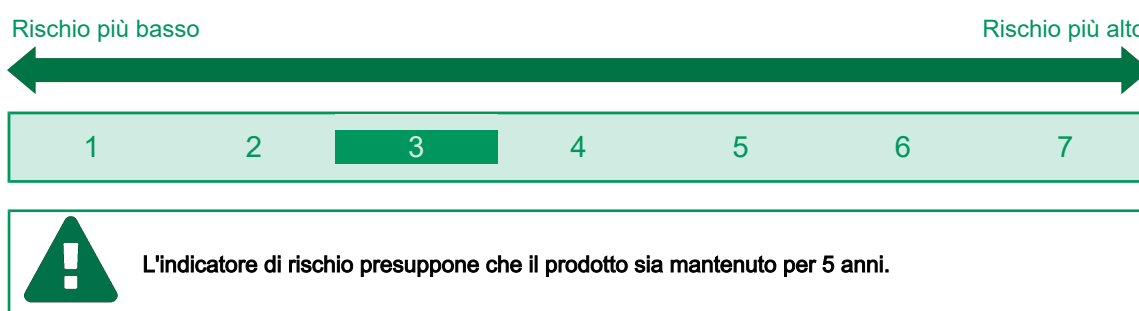 Rischio più basso Rischio più alto
1 2 3 4 5 6 7
L'indicatore di rischio presuppone che il prodotto sia mantenuto per 5 anni.